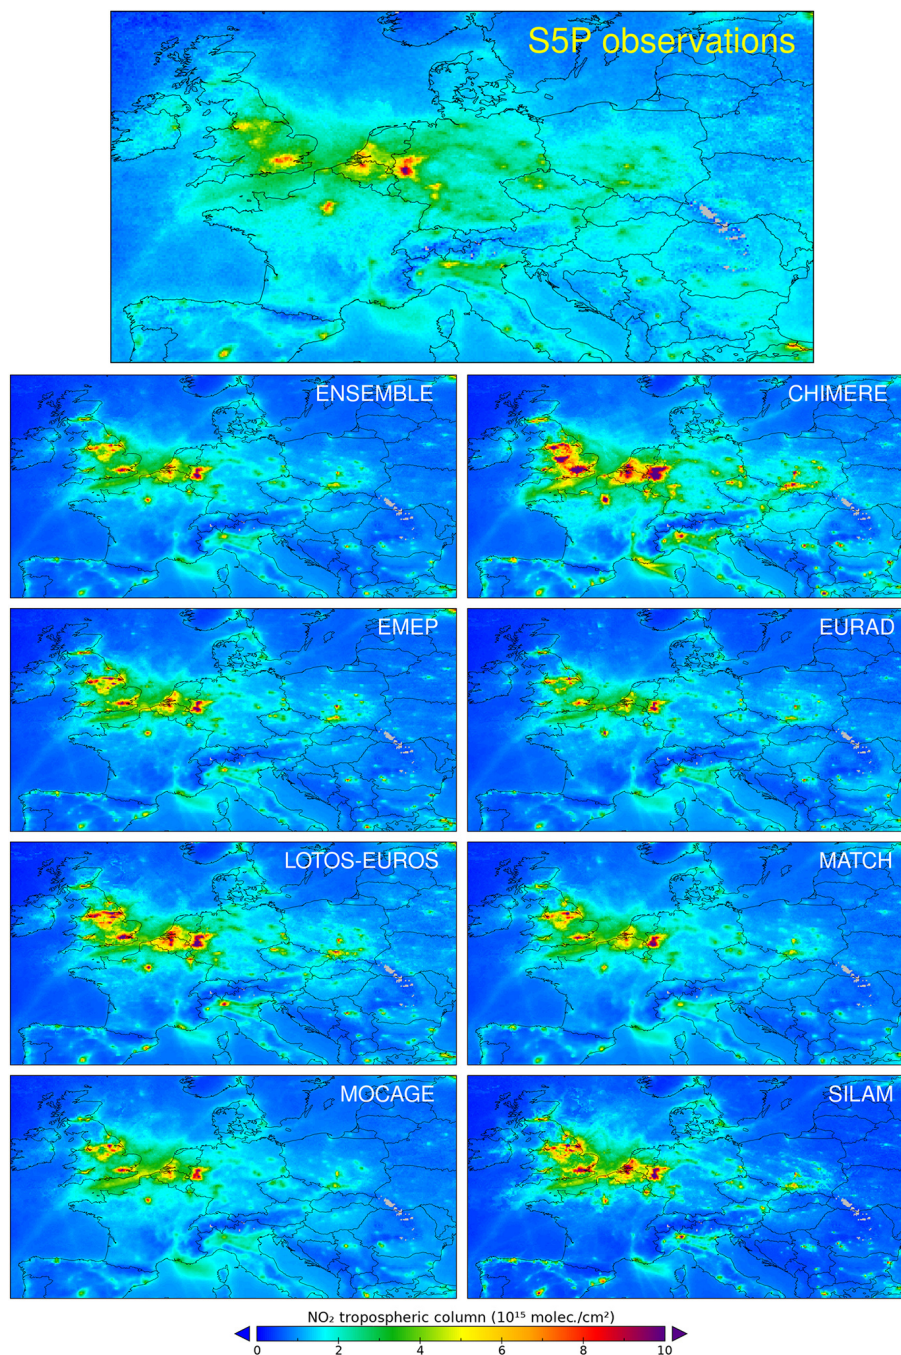 S5P observations
ENSEMBLE
CHIMERE
EMEP
EURAD
LOTOS-EUROS
MATCH
MOCAGE
SILAM
NO₂ tropospheric column (10¹⁵ molec./cm²)
0 2 4 6 8 10